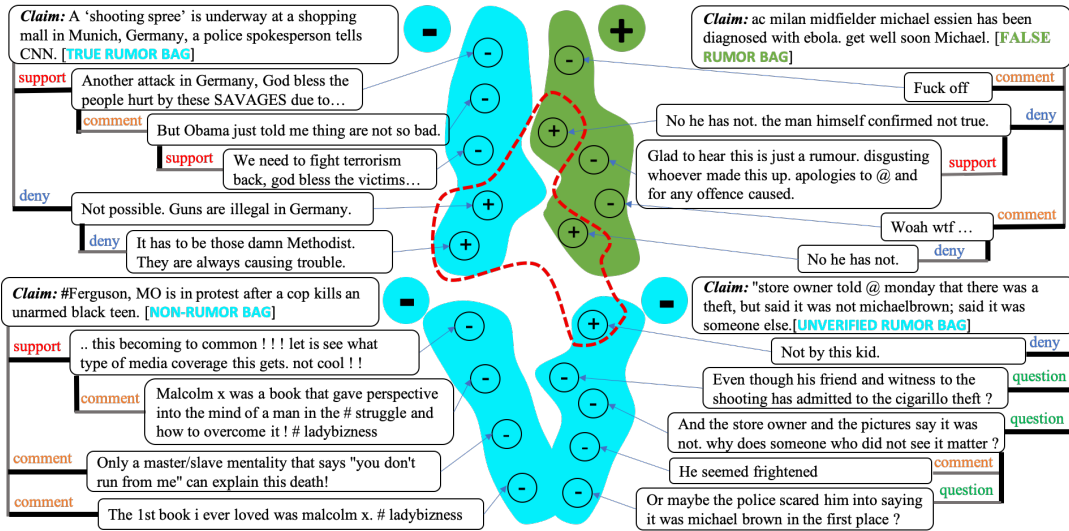 Claim: A ‘shooting spree’ is underway at a shopping
mall in Munich, Germany, a police spokesperson tells
CNN. [TRUE RUMOR BAG]
support
Another attack in Germany, God bless the
people hurt by these SAVAGES due to…
comment
But Obama just told me thing are not so bad.
support
We need to fight terrorism
back, god bless the victims…
deny
Not possible. Guns are illegal in Germany.
deny
It has to be those damn Methodist.
They are always causing trouble.
-
-
-
-
+
+
+
-
+
-
-
+
Claim: ac milan midfielder michael essien has been
diagnosed with ebola. get well soon Michael. [FALSE
RUMOR BAG]
comment
Fuck off
deny
No he has not. the man himself confirmed not true.
Glad to hear this is just a rumour. disgusting
whoever made this up. apologies to @ and
for any offence caused.
support
comment
Woah wtf …
deny
No he has not.
Claim: #Ferguson, MO is in protest after a cop kills an
unarmed black teen. [NON-RUMOR BAG]
support
.. this becoming to common ! ! ! let is see what
type of media coverage this gets. not cool ! !
comment
Malcolm x was a book that gave perspective
into the mind of a man in the # struggle and
how to overcome it ! # ladybizness
comment
Only a master/slave mentality that says "you don't
run from me" can explain this death!
comment
The 1st book i ever loved was malcolm x. # ladybizness
-
-
-
-
-
-
+
-
-
-
-
Claim: "store owner told @ monday that there was a
theft, but said it was not michaelbrown; said it was
someone else.[UNVERIFIED RUMOR BAG]
Not by this kid.
deny
Even though his friend and witness to the
shooting has admitted to the cigarillo theft ?
question
And the store owner and the pictures say it was
not. why does someone who did not see it matter ?
question
He seemed frightened
comment
question
Or maybe the police scared him into saying
it was michael brown in the first place ?